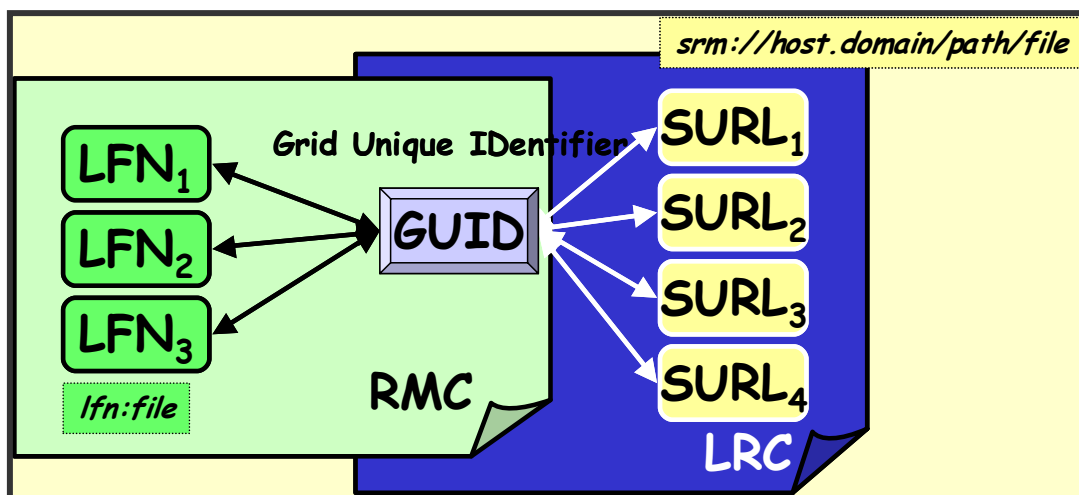 srm://host.domain/path/file
Grid Unique IDentifier
LFN₁
LFN₂
LFN₃
lfn:file
GUID
RMC
SURL₁
SURL₂
SURL₃
SURL₄
LRC